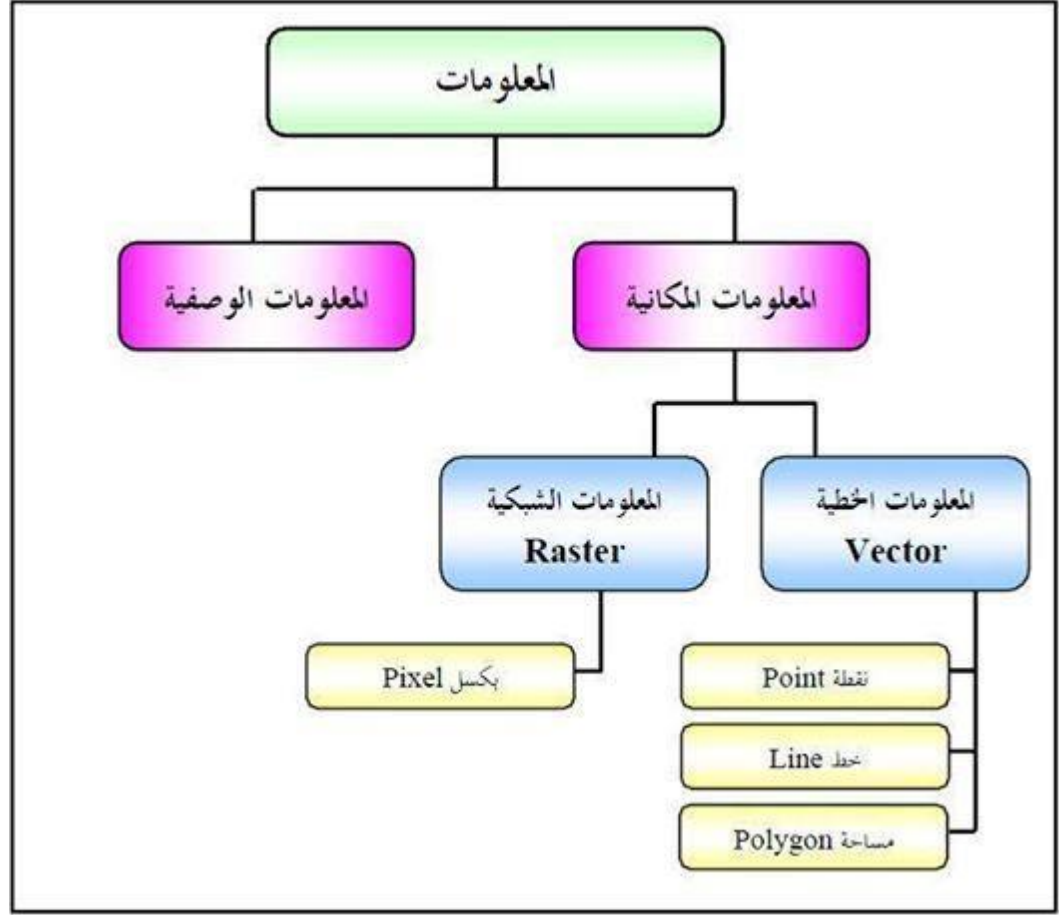 المعلومات
المعلومات المكانية
المعلومات الوصفية
المعلومات الخطية
Vector
المعلومات الشبكية
Raster
نقطة Point
خط Line
مساحة Polygon
بكسل Pixel